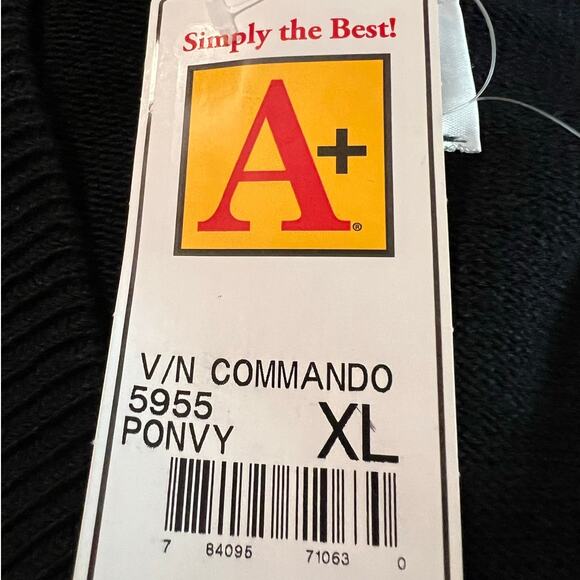 Simply the Best!
A+
®
V/N COMMANDO
5955
PONVY XL
7 84095 71063 0